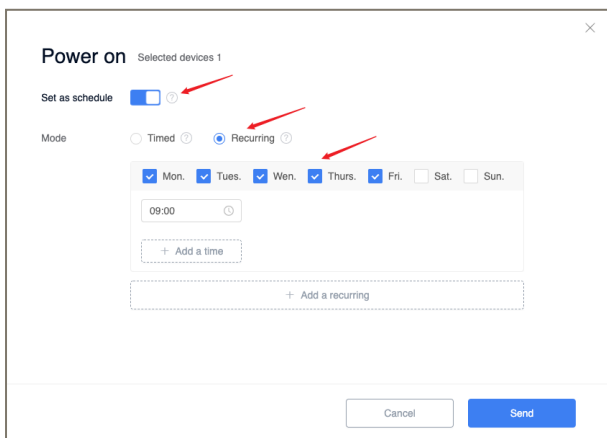 Power on Selected devices 1
Set as schedule ?
Mode Timed ? Recurring ?
Mon. Tues. Wen. Thurs. Fri. Sat. Sun.
09:00
+ Add a time
+ Add a recurring
Cancel Send